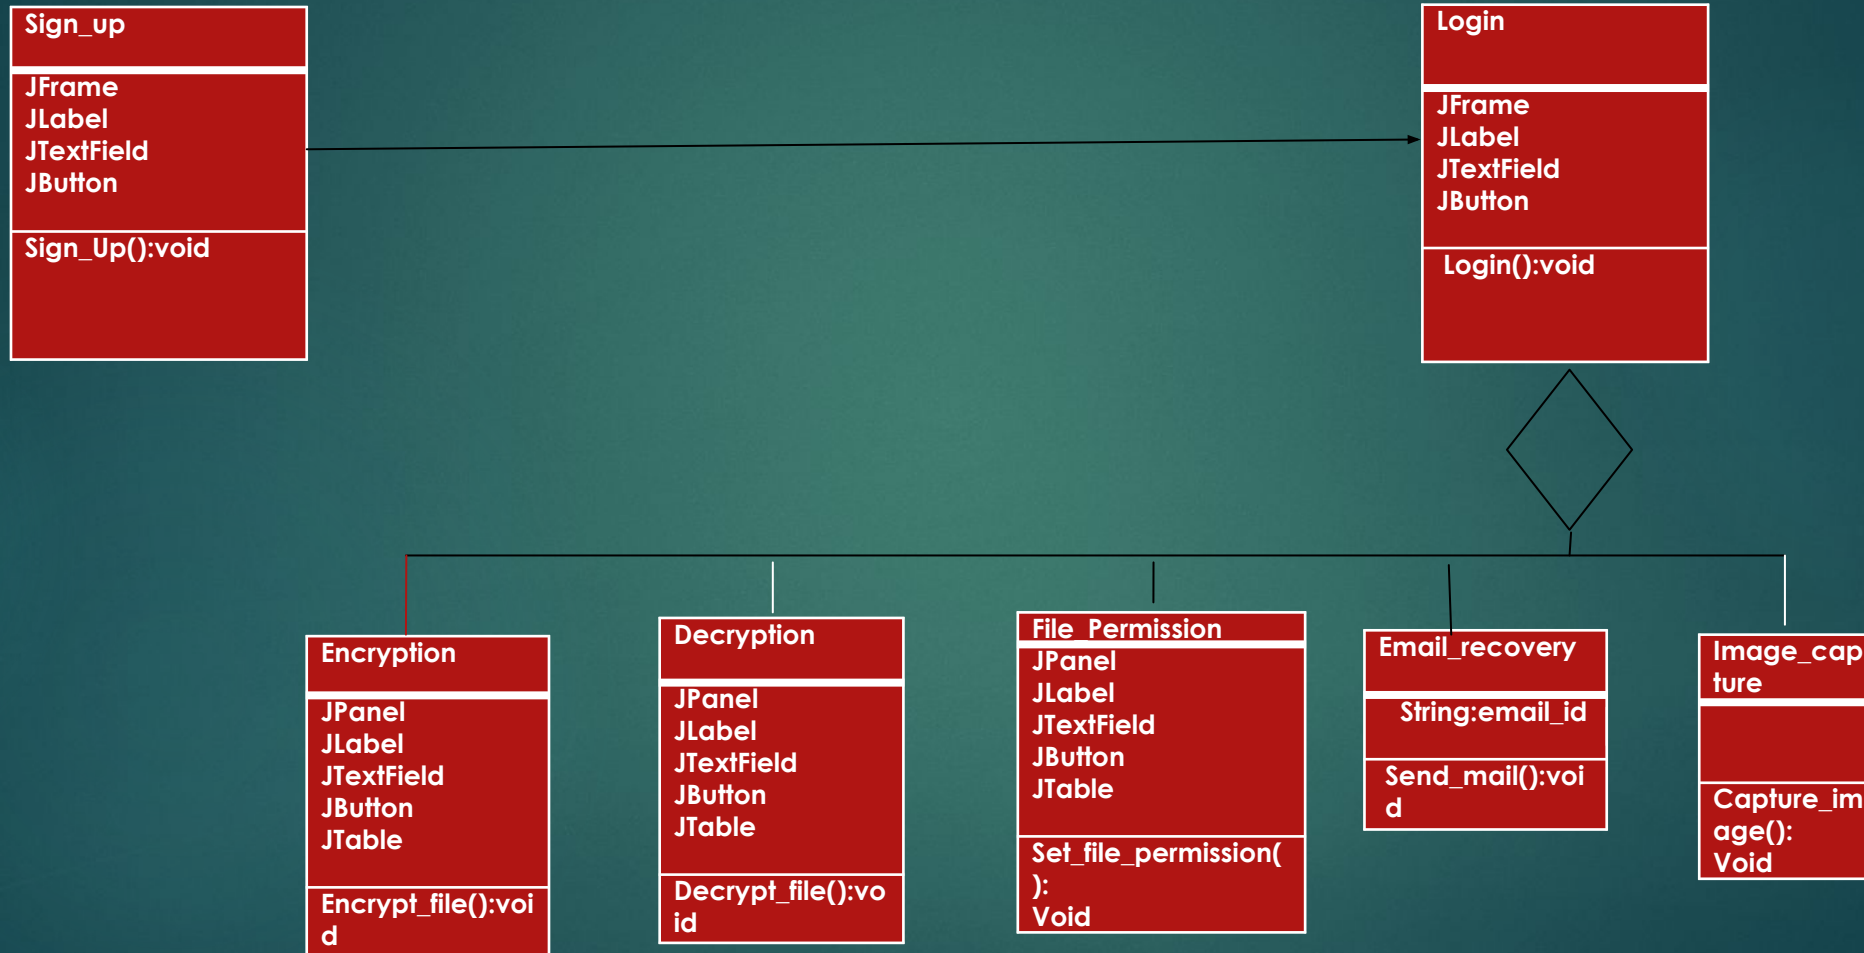 Sign_up
JFrame
JLabel
JTextField
JButton
Sign_Up():void
Login
JFrame
JLabel
JTextField
JButton
Login():void
Encryption
JPanel
JLabel
JTextField
JButton
JTable
Encrypt_file():voi
d
Decryption
JPanel
JLabel
JTextField
JButton
JTable
Decrypt_file():vo
id
File_Permission
JPanel
JLabel
JTextField
JButton
JTable
Set_file_permission(
):
Void
Email_recovery
String:email_id
Send_mail():voi
d
Image_cap
ture
Capture_im
age():
Void